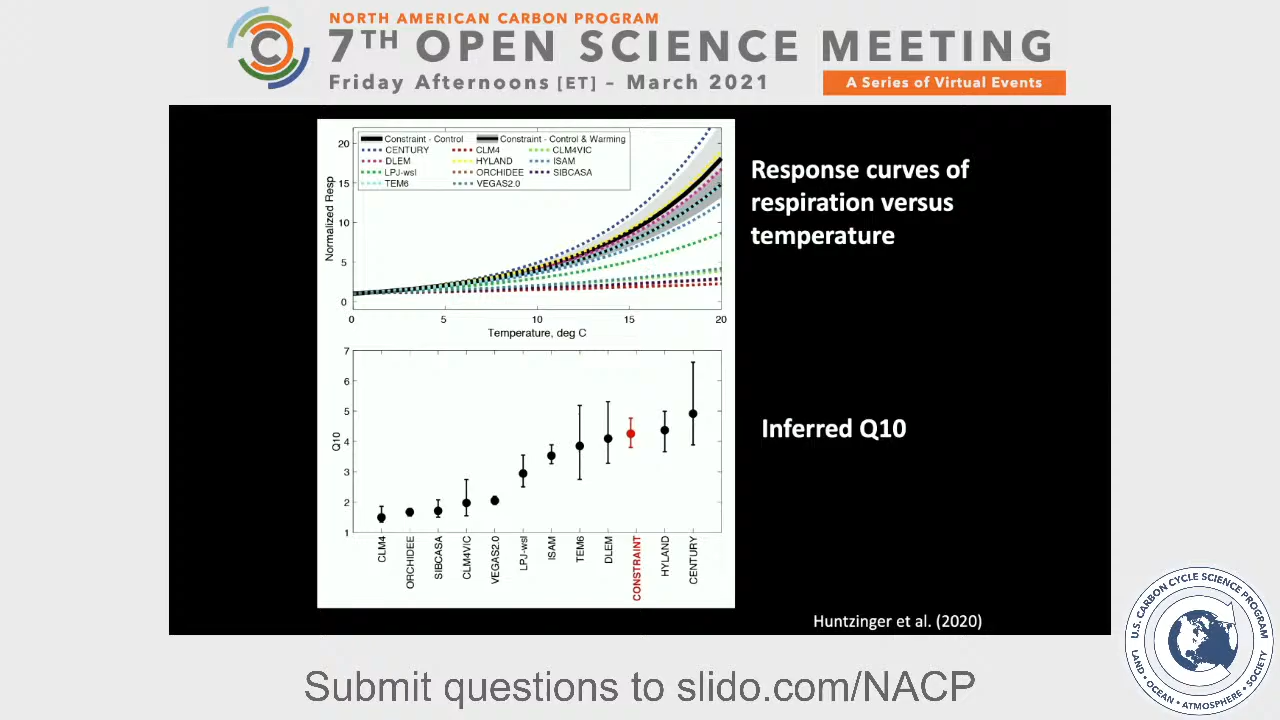 NORTH AMERICAN CARBON PROGRAM
7TH OPEN SCIENCE MEETING
Friday Afternoons [ET] – March 2021
A Series of Virtual Events
C
Constraint - Control
Constraint - Control & Warming
CENTURY
CLM4
CLM4VIC
DLEM
HYLAND
ISAM
LPJ-wsl
ORCHIDEE
SIBCASA
TEM6
VEGAS2.0
Normalized Resp
20
15
10
5
0
0 5 10 15 20
Temperature, deg C
Response curves of
respiration versus
temperature
Q10
7
6
5
4
3
2
1
CLM4
ORCHIDEE
SIBCASA
CLM4VIC
VEGAS2.0
LPJ-wsl
ISAM
TEM6
DLEM
CONSTRAINT
HYLAND
CENTURY
Inferred Q10
Huntzinger et al. (2020)
U.S. CARBON CYCLE SCIENCE PROGRAM
LAND • OCEAN • ATMOSPHERE • SOCIETY
Submit questions to slido.com/NACP